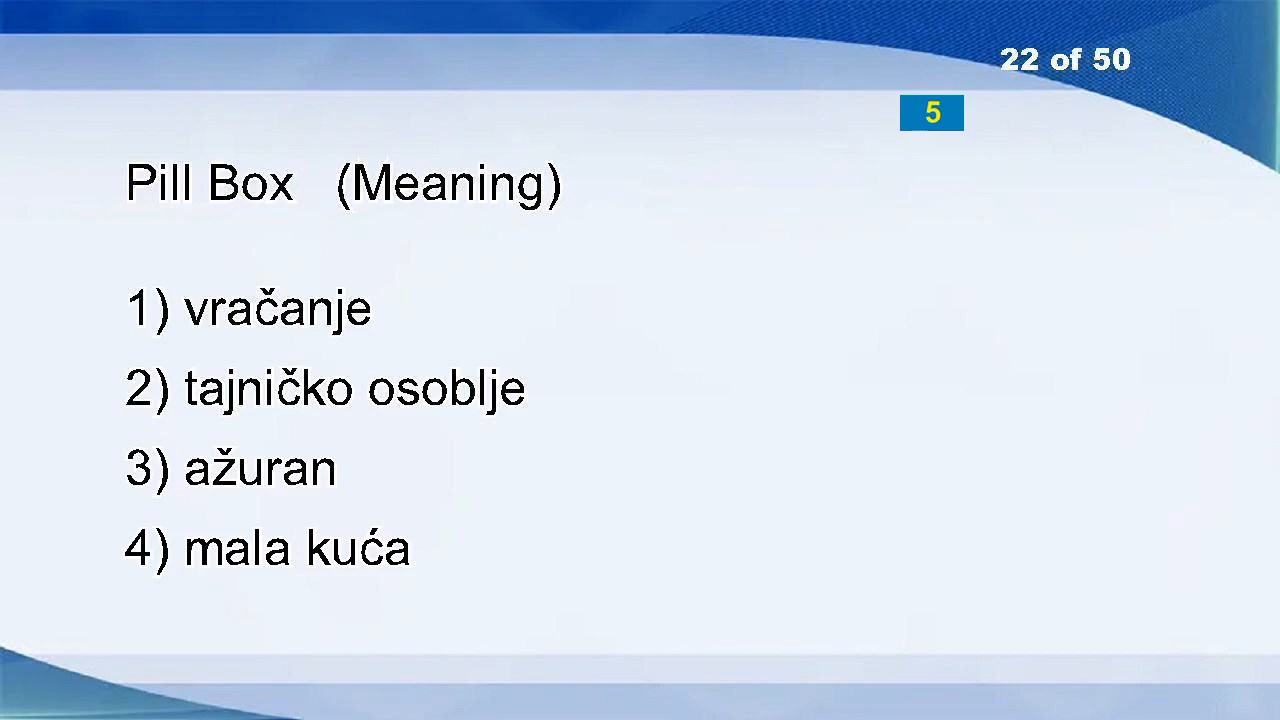 22 of 50
5
Pill Box (Meaning)
1) vračanje
2) tajničko osoblje
3) ažuran
4) mala kuća